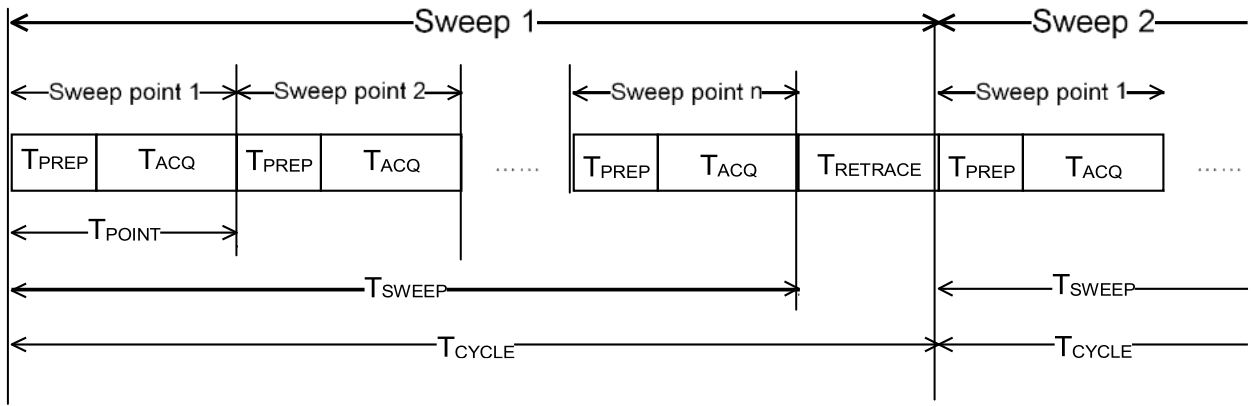 Sweep 1 Sweep 2
Sweep point 1 Sweep point 2 Sweep point n Sweep point 1
TPREP TACQ TPREP TACQ ...... TPREP TACQ TRETRACE TPREP TACQ ......
TPOINT
TSWEEP TSWEEP
TCYCLE TCYCLE